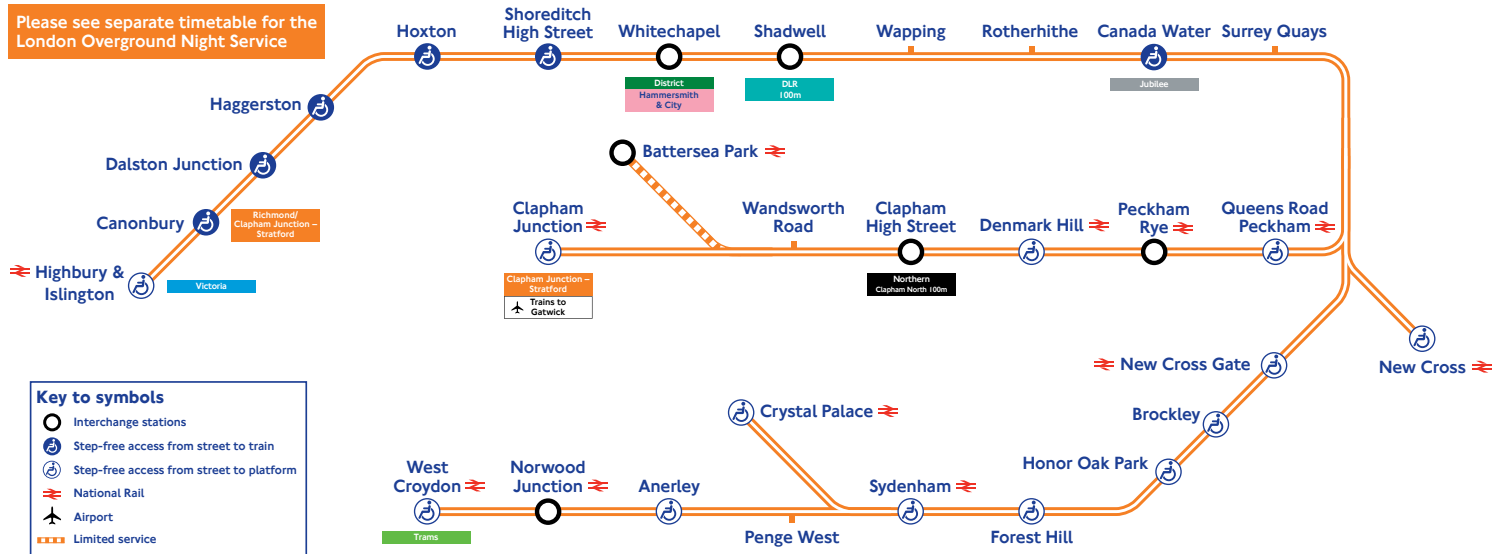 Please see separate timetable for the
London Overground Night Service
Hoxton
Shoreditch
High Street
Whitechapel
District
Hammersmith
& City
Shadwell
DLR
100m
Wapping
Rotherhithe
Canada Water
Jubilee
Surrey Quays
Haggerston
Dalston Junction
Canonbury
Richmond/
Clapham Junction –
Stratford
Highbury &
Islington
Victoria
Battersea Park
Clapham
Junction
Clapham Junction –
Stratford
Trains to
Gatwick
Wandsworth
Road
Clapham
High Street
Northern
Clapham North 100m
Denmark Hill
Peckham
Rye
Queens Road
Peckham
New Cross
New Cross Gate
Brockley
Honor Oak Park
Forest Hill
Sydenham
Crystal Palace
Penge West
Anerley
Norwood
Junction
West
Croydon
Trams
Key to symbols
Interchange stations
Step-free access from street to train
Step-free access from street to platform
National Rail
Airport
Limited service